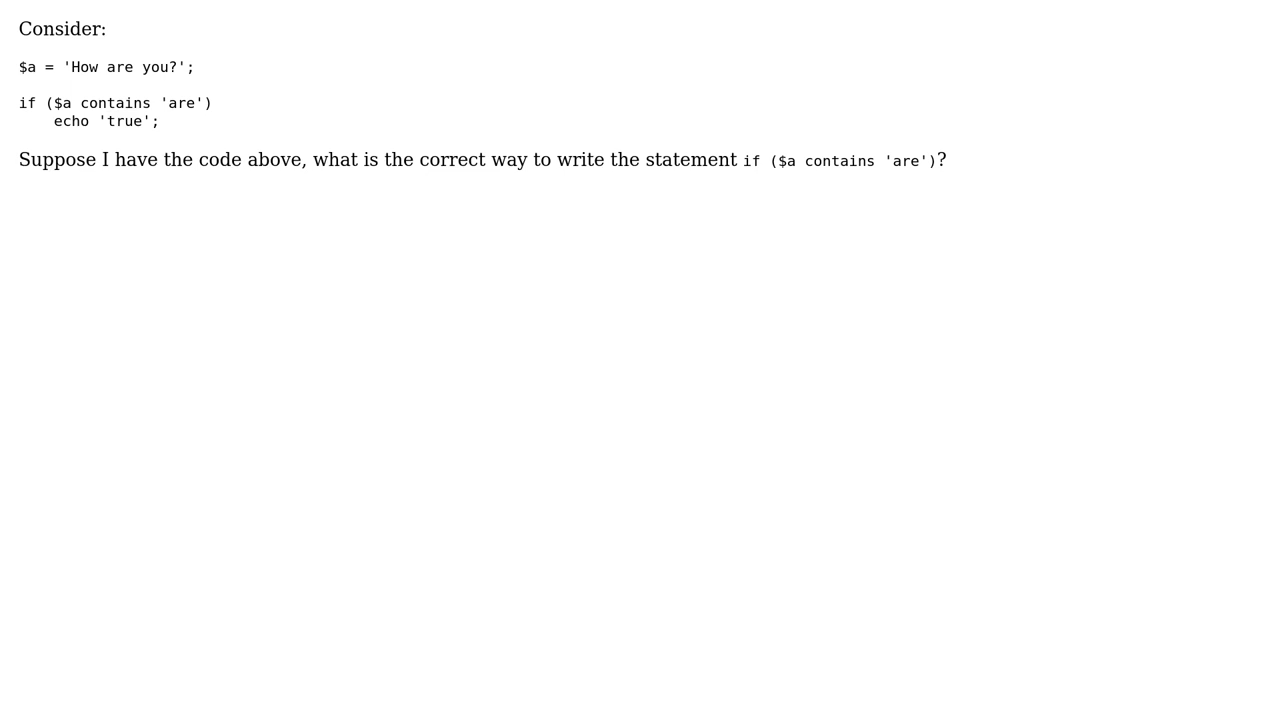 Consider:
$a = 'How are you?';
if ($a contains 'are')
    echo 'true';
Suppose I have the code above, what is the correct way to write the statement if ($a contains 'are')?